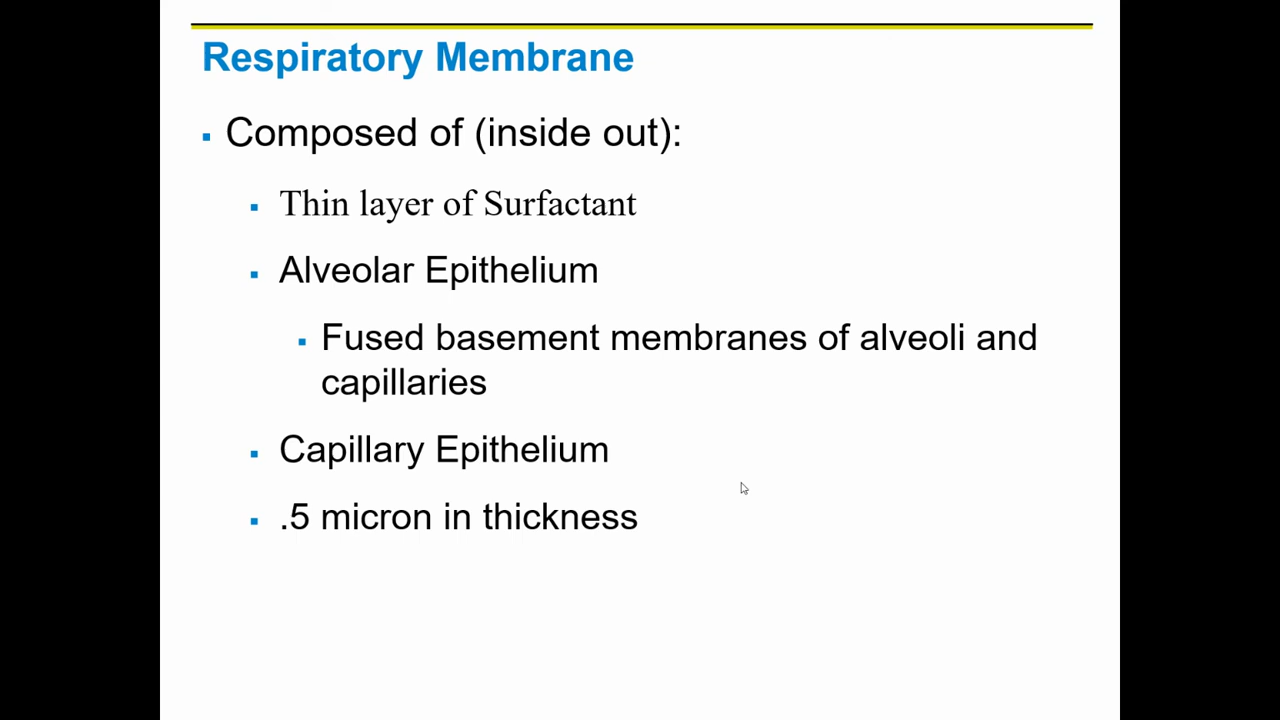 Respiratory Membrane
▪ Composed of (inside out):
▪ Thin layer of Surfactant
▪ Alveolar Epithelium
▪ Fused basement membranes of alveoli and
capillaries
▪ Capillary Epithelium
▪ .5 micron in thickness